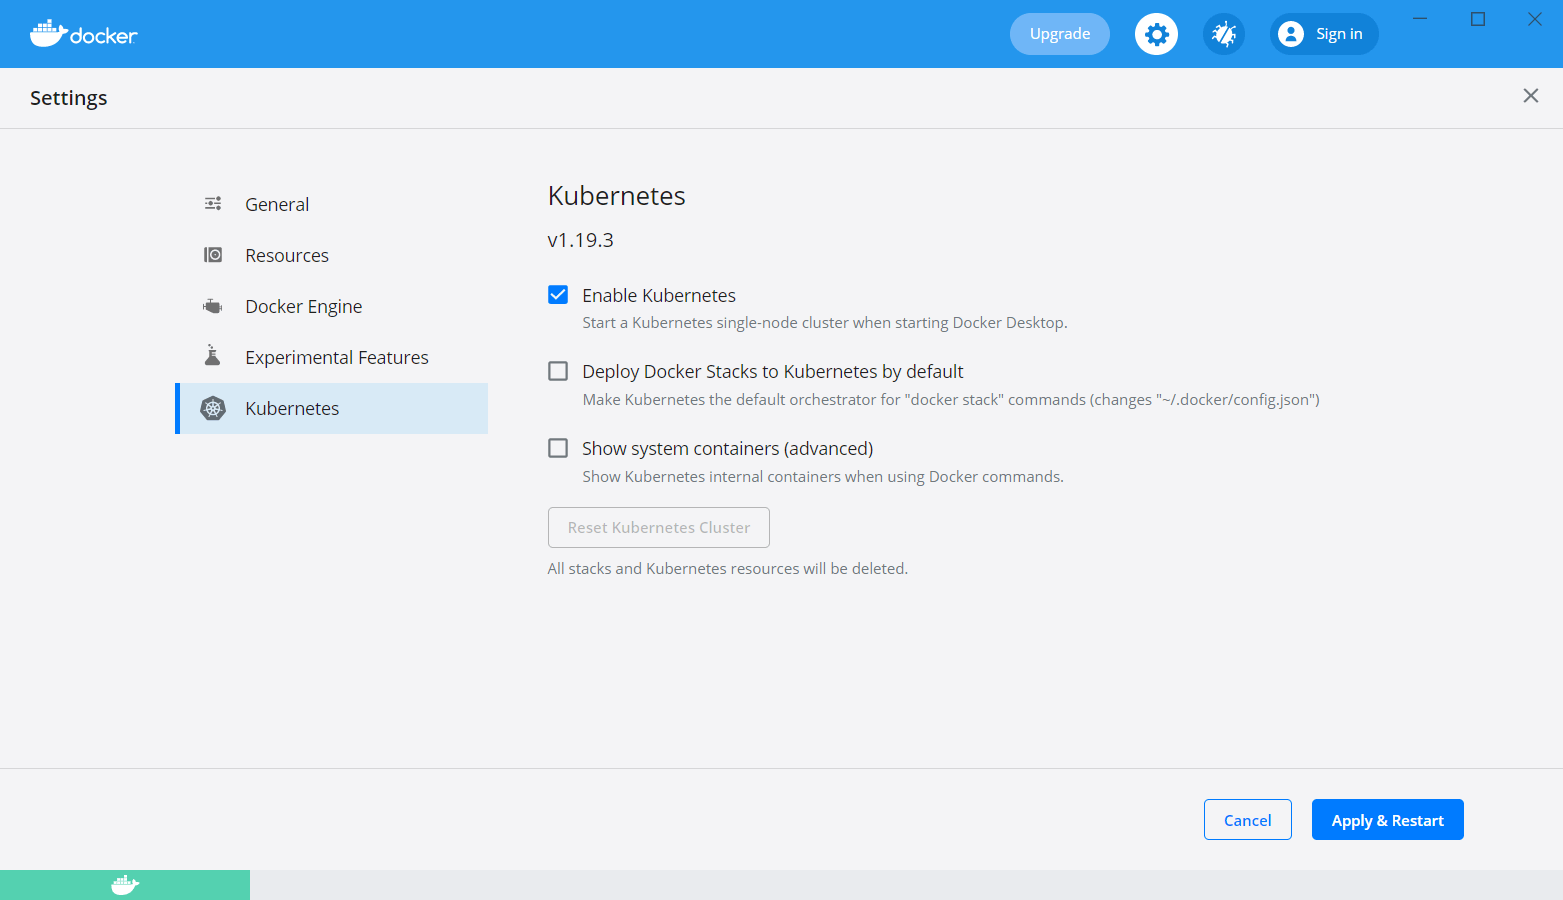 docker
Upgrade
Sign in
Settings
General
Resources
Docker Engine
Experimental Features
Kubernetes
Kubernetes
v1.19.3
Enable Kubernetes
Start a Kubernetes single-node cluster when starting Docker Desktop.
Deploy Docker Stacks to Kubernetes by default
Make Kubernetes the default orchestrator for "docker stack" commands (changes "~/.docker/config.json")
Show system containers (advanced)
Show Kubernetes internal containers when using Docker commands.
Reset Kubernetes Cluster
All stacks and Kubernetes resources will be deleted.
Cancel
Apply & Restart